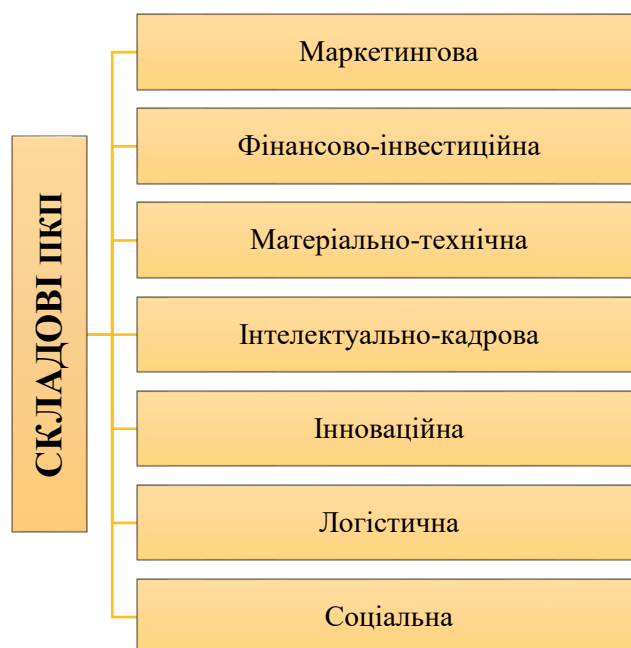 СКЛАДОВІ ПКП
Маркетингова
Фінансово-інвестиційна
Матеріально-технічна
Інтелектуально-кадрова
Інноваційна
Логістична
Соціальна